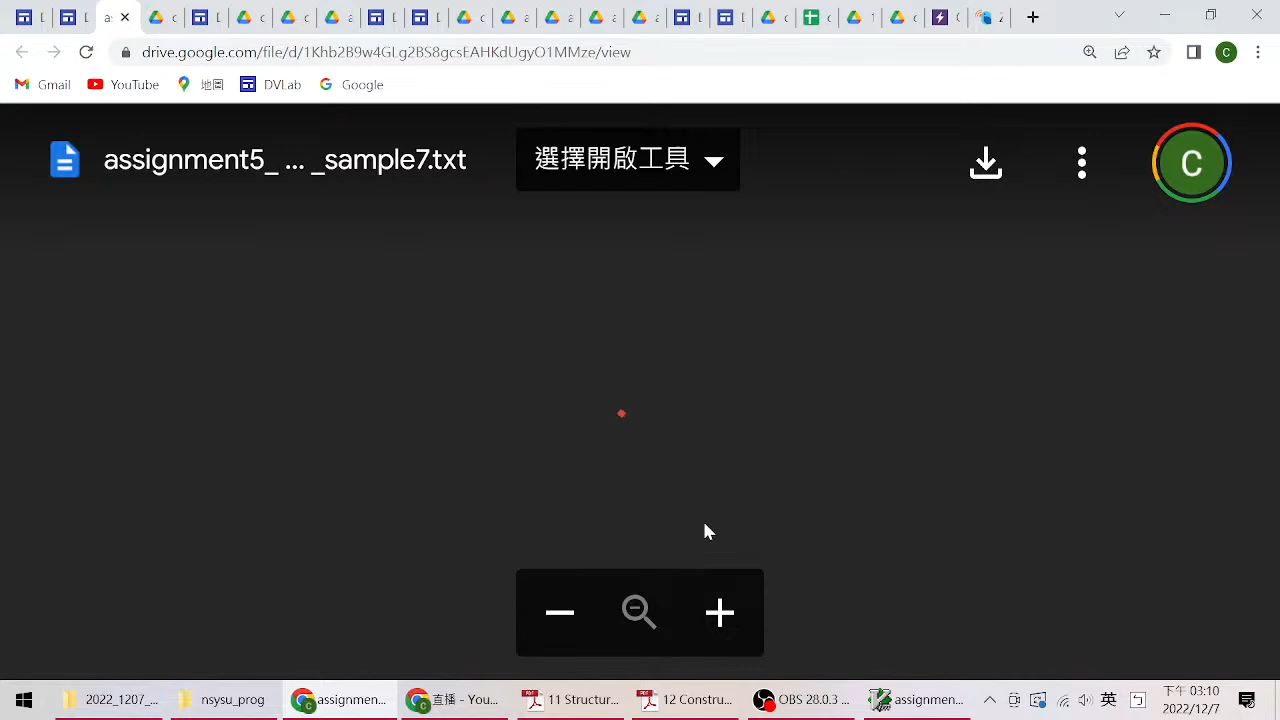 drive.google.com/file/d/1Khb2B9w4GLg2BS8gcsEAHKdUgyO1MMze/view
C
Gmail
YouTube
地圖
DVLab
Google
assignment5_ ... _sample7.txt
選擇開啟工具
C
2022_1207...
nsysu_prog
assignment...
直播 - You...
11 Structur...
12 Constru...
OBS 28.0.3 ...
assignmen...
英
下午 03:10
2022/12/7